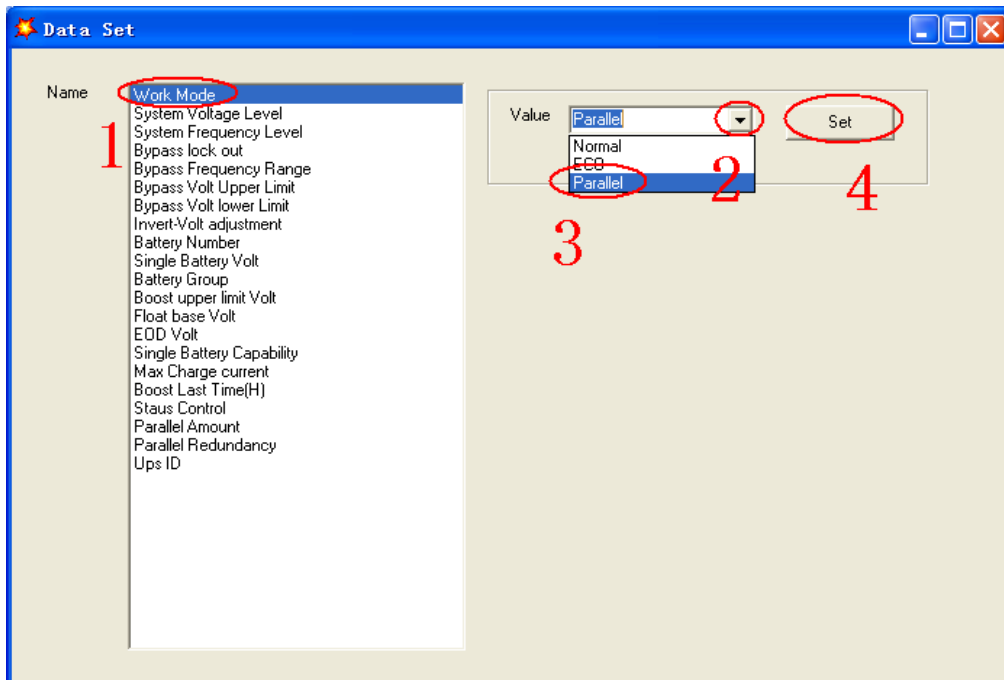 Data Set
Name
Work Mode
System Voltage Level
System Frequency Level
Bypass lock out
Bypass Frequency Range
Bypass Volt Upper Limit
Bypass Volt lower Limit
Invert-Volt adjustment
Battery Number
Single Battery Volt
Battery Group
Boost upper limit Volt
Float base Volt
EOD Volt
Single Battery Capability
Max Charge current
Boost Last Time(H)
Staus Control
Parallel Amount
Parallel Redundancy
Ups ID
1
Value
Parallel
Set
Normal
ECO
Parallel
2
3
4